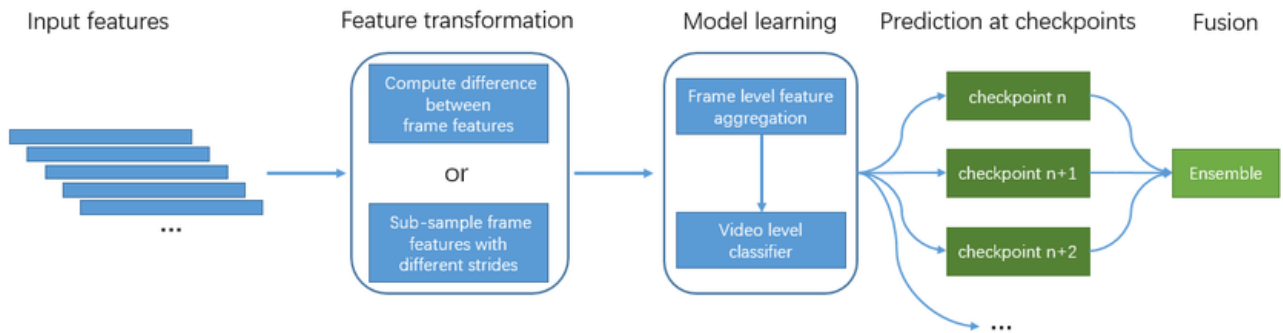 Input features
Feature transformation
Model learning
Prediction at checkpoints
Fusion
Compute difference
between
frame features
or
Sub-sample frame
features with
different strides
Frame level feature
aggregation
Video level
classifier
checkpoint n
checkpoint n+1
checkpoint n+2
...
Ensemble
...